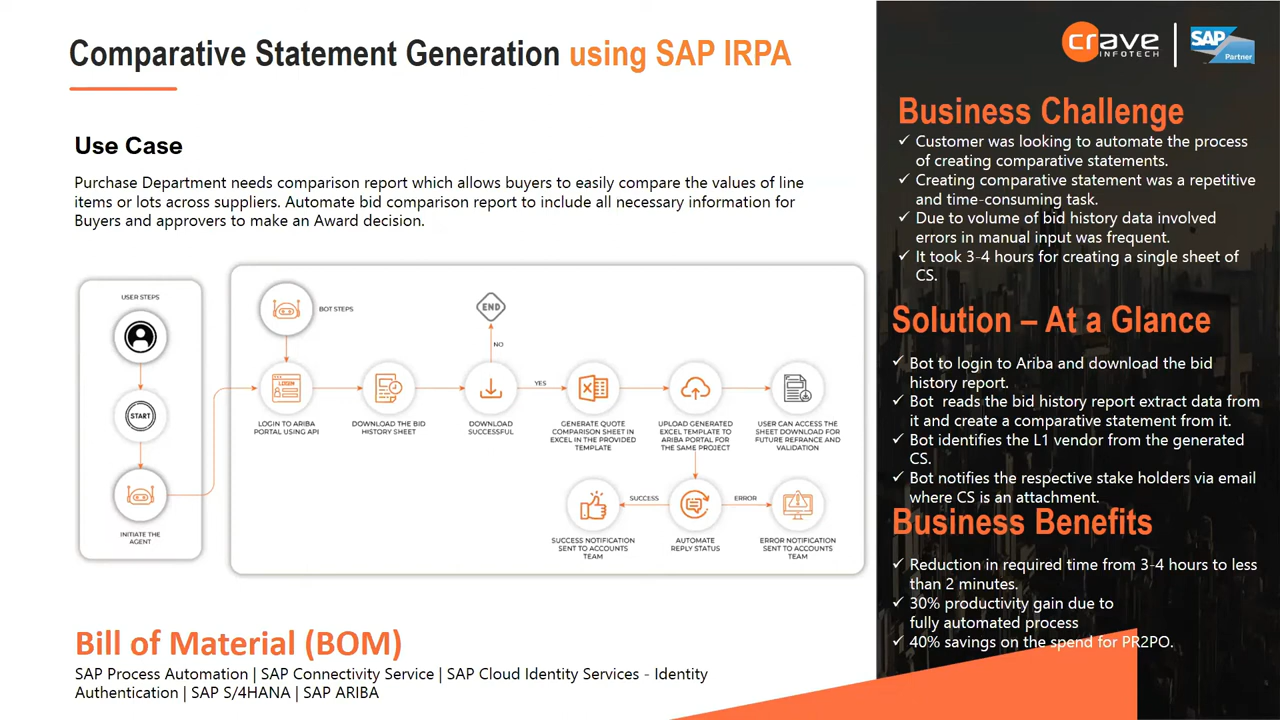 Comparative Statement Generation using SAP IRPA
Use Case
Purchase Department needs comparison report which allows buyers to easily compare the values of line
items or lots across suppliers. Automate bid comparison report to include all necessary information for
Buyers and approvers to make an Award decision.
USER STEPS
START
INITIATE THE
AGENT
BOT STEPS
END
NO
LOGIN
YES
LOGIN TO ARIBA
PORTAL USING API
DOWNLOAD THE BID
HISTORY SHEET
DOWNLOAD
SUCCESSFUL
GENERATE QUOTE
COMPARISON SHEET IN
EXCEL IN THE PROVIDED
TEMPLATE
UPLOAD GENERATED
EXCEL TEMPLATE TO
ARIBA PORTAL FOR
THE SAME PROJECT
USER CAN ACCESS THE
SHEET DOWNLOAD FOR
FUTURE REFRANCE AND
VALIDATION
SUCCESS
ERROR
SUCCESS NOTIFICATION
SENT TO ACCOUNTS
TEAM
AUTOMATE
REPLY STATUS
ERROR NOTIFICATION
SENT TO ACCOUNTS
TEAM
Bill of Material (BOM)
SAP Process Automation | SAP Connectivity Service | SAP Cloud Identity Services - Identity
Authentication | SAP S/4HANA | SAP ARIBA
crave
INFOTECH
SAP
Partner
Business Challenge
✓ Customer was looking to automate the process
of creating comparative statements.
✓ Creating comparative statement was a repetitive
and time-consuming task.
✓ Due to volume of bid history data involved
errors in manual input was frequent.
✓ It took 3-4 hours for creating a single sheet of
CS.
Solution – At a Glance
✓ Bot to login to Ariba and download the bid
history report.
✓ Bot reads the bid history report extract data from
it and create a comparative statement from it.
✓ Bot identifies the L1 vendor from the generated
CS.
✓ Bot notifies the respective stake holders via email
where CS is an attachment.
Business Benefits
✓ Reduction in required time from 3-4 hours to less
than 2 minutes.
✓ 30% productivity gain due to
fully automated process
✓ 40% savings on the spend for PR2PO.